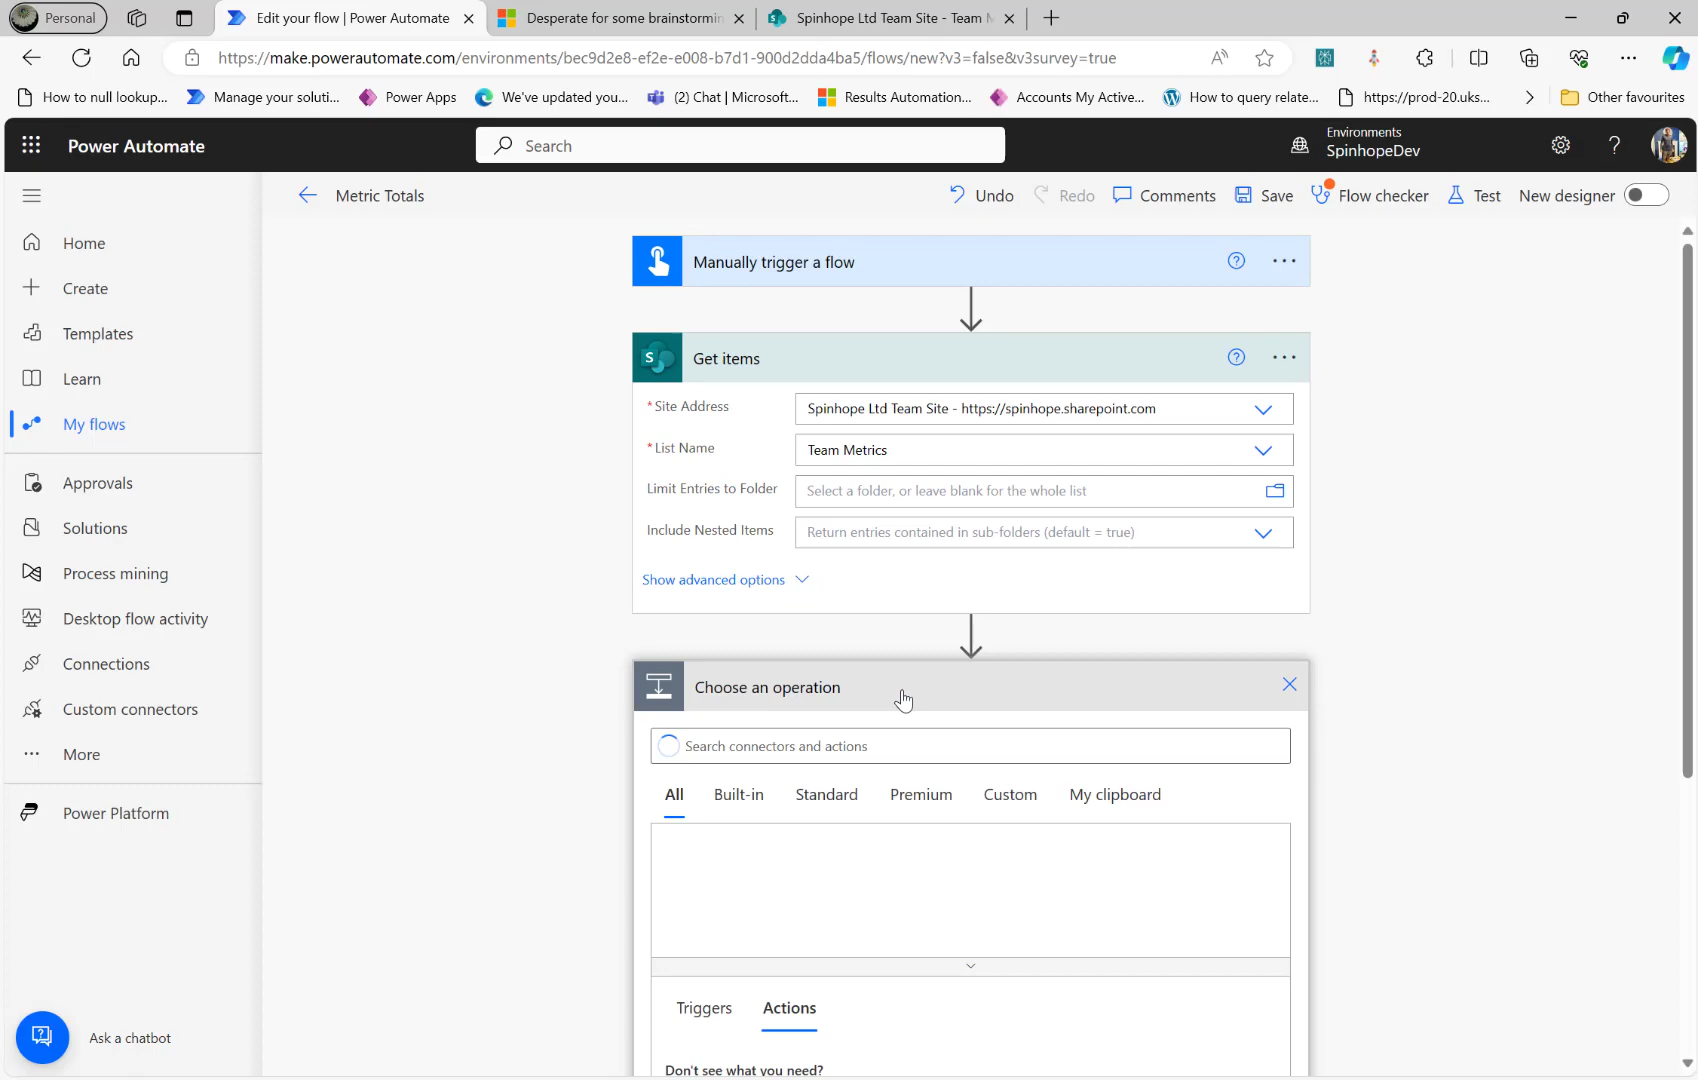 Personal
Edit your flow | Power Automate
Desperate for some brainstormin
Spinhope Ltd Team Site - Team M
https://make.powerautomate.com/environments/bec9d2e8-ef2e-e008-b7d1-900d2dda4ba5/flows/new?v3=false&v3survey=true
How to null lookup...
Manage your soluti...
Power Apps
We've updated you...
(2) Chat | Microsoft...
Results Automation...
Accounts My Active...
How to query relate...
https://prod-20.uks...
Other favourites
Power Automate
Search
Environments
SpinhopeDev
Metric Totals
Undo
Redo
Comments
Save
Flow checker
Test
New designer
Home
Create
Templates
Learn
My flows
Approvals
Solutions
Process mining
Desktop flow activity
Connections
Custom connectors
More
Power Platform
Ask a chatbot
Manually trigger a flow
Get items
*Site Address
Spinhope Ltd Team Site - https://spinhope.sharepoint.com
*List Name
Team Metrics
Limit Entries to Folder
Select a folder, or leave blank for the whole list
Include Nested Items
Return entries contained in sub-folders (default = true)
Show advanced options
Choose an operation
Search connectors and actions
All
Built-in
Standard
Premium
Custom
My clipboard
Triggers
Actions
Don't see what you need?